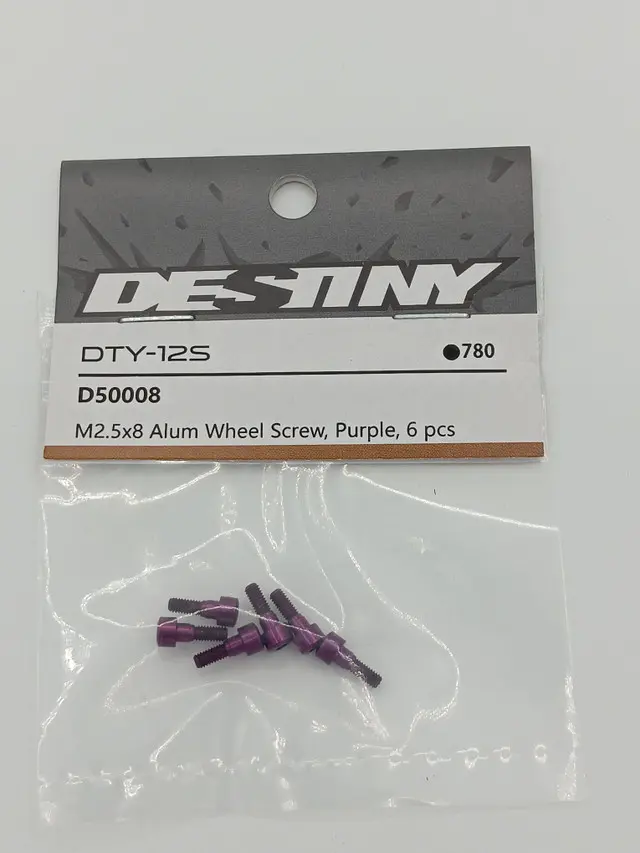 DESTINY
DTY-12S
●780
D50008
M2.5x8 Alum Wheel Screw, Purple, 6 pcs